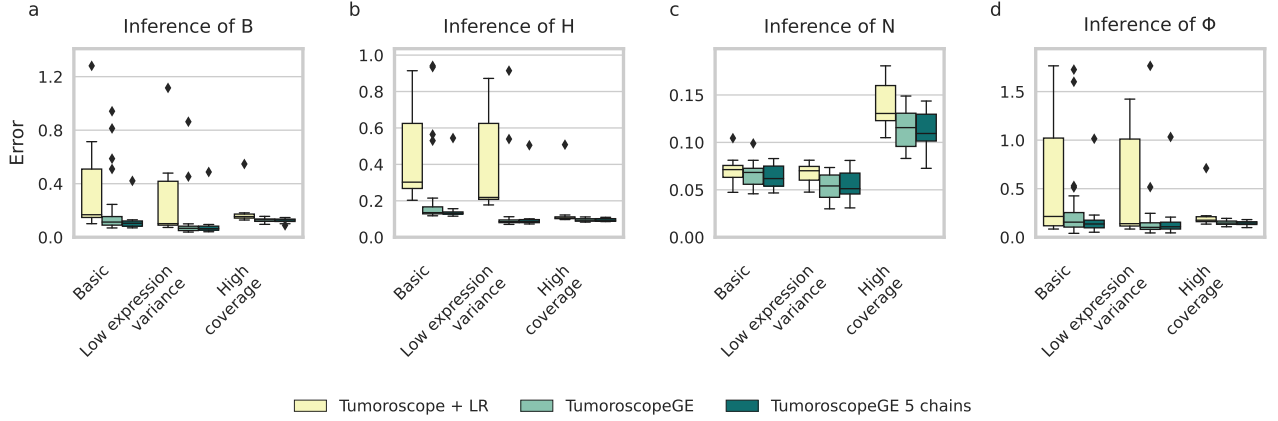 a
Inference of B
Error
1.2
0.8
0.4
0.0
Basic
Low expression
variance
High
coverage
b
Inference of H
1.0
0.8
0.6
0.4
0.2
0.0
Basic
Low expression
variance
High
coverage
c
Inference of N
0.15
0.10
0.05
0.00
Basic
Low expression
variance
High
coverage
d
Inference of Φ
1.5
1.0
0.5
0.0
Basic
Low expression
variance
High
coverage
Tumoroscope + LR
TumoroscopeGE
TumoroscopeGE 5 chains